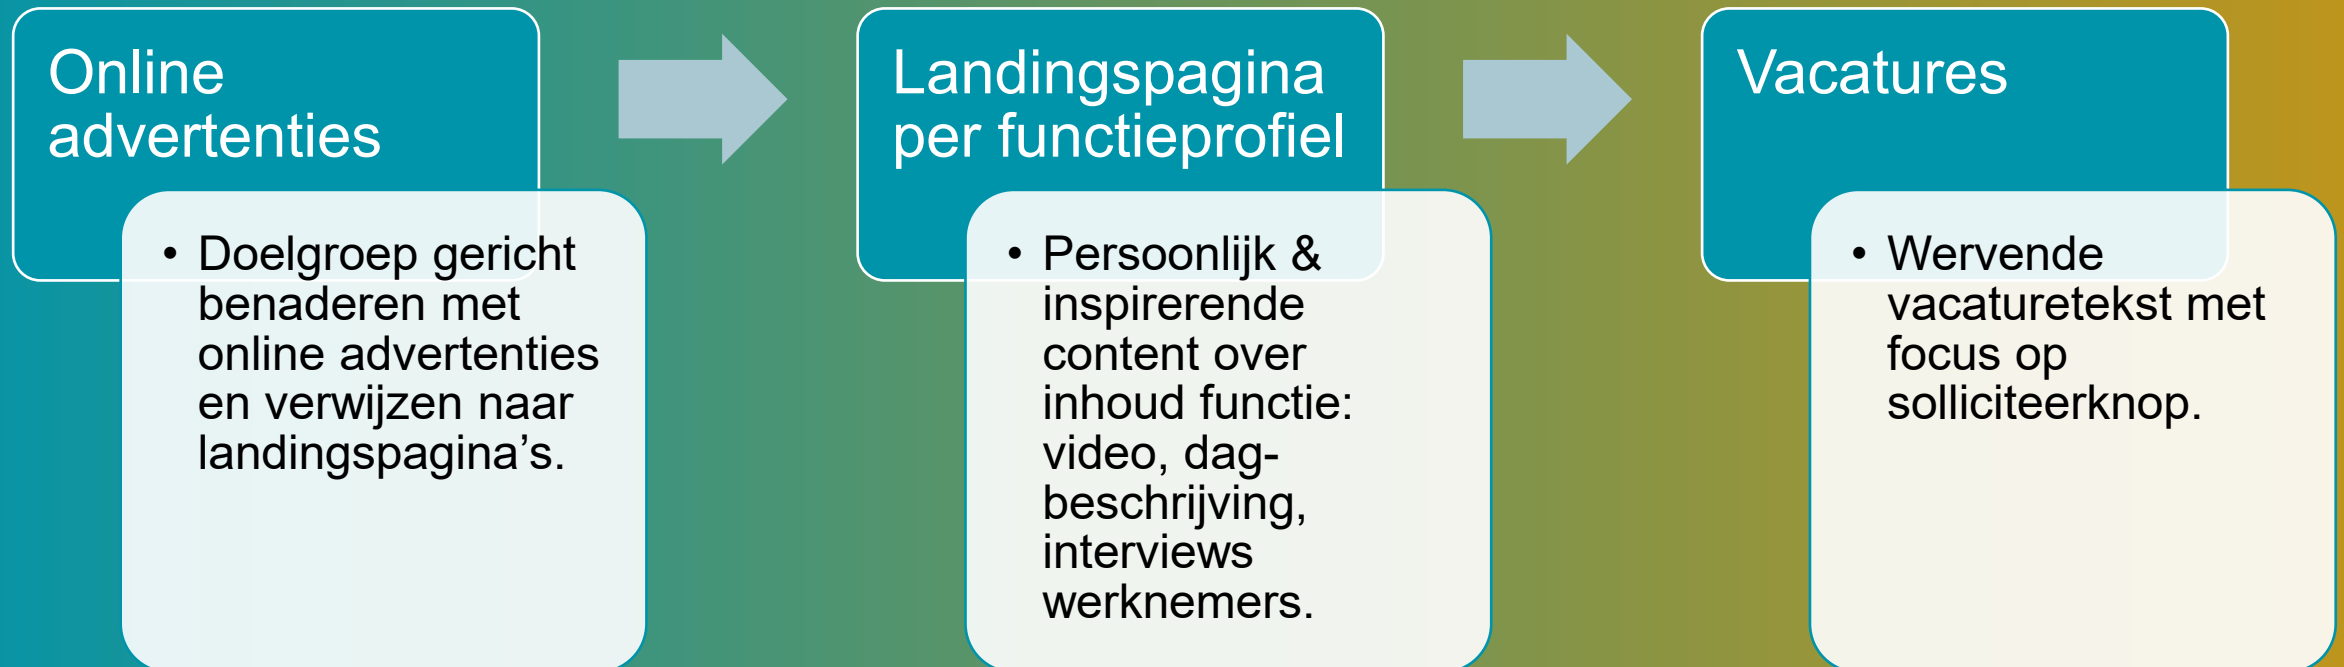 Online
advertenties
• Doelgroep gericht
benaderen met
online advertenties
en verwijzen naar
landingspagina’s.
Landingspagina
per functieprofiel
• Persoonlijk &
inspirerende
content over
inhoud functie:
video, dag-
beschrijving,
interviews
werknemers.
Vacatures
• Wervende
vacaturetekst met
focus op
solliciteerknop.